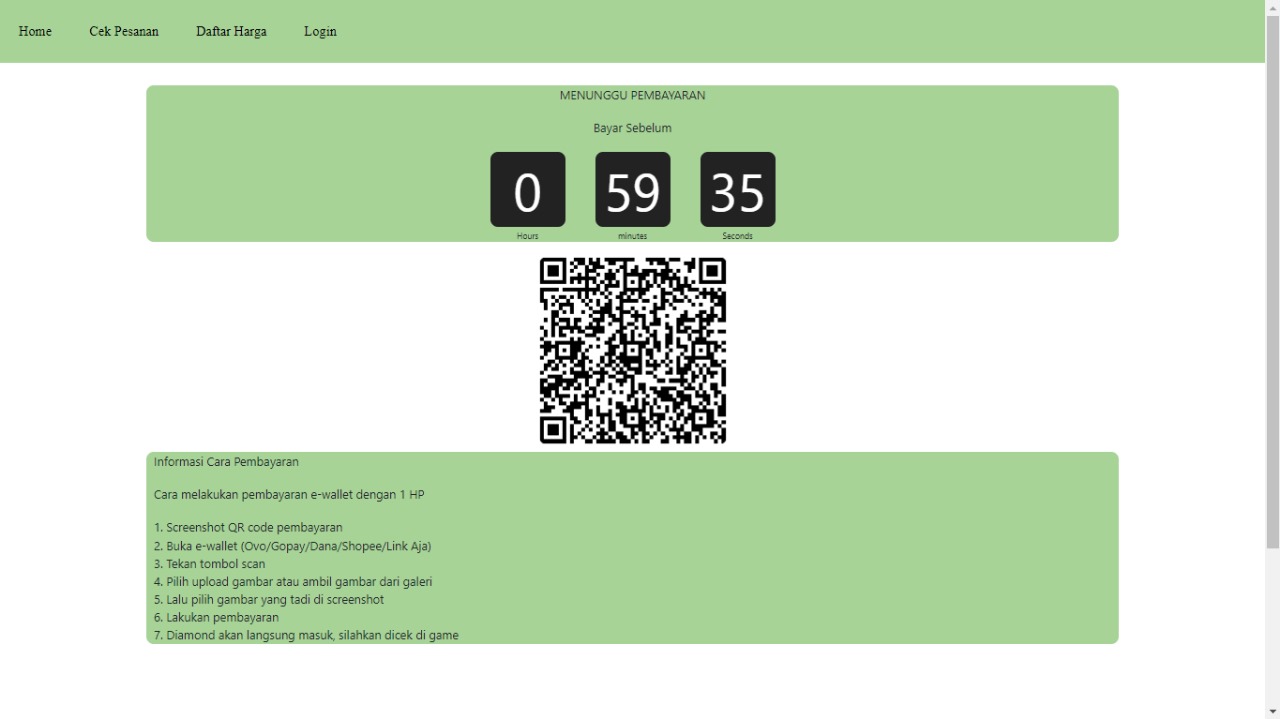 Home Cek Pesanan Daftar Harga Login
MENUNGGU PEMBAYARAN
Bayar Sebelum
0 59 35
Hours minutes Seconds
Informasi Cara Pembayaran
Cara melakukan pembayaran e-wallet dengan 1 HP
1. Screenshot QR code pembayaran
2. Buka e-wallet (Ovo/Gopay/Dana/Shopee/Link Aja)
3. Tekan tombol scan
4. Pilih upload gambar atau ambil gambar dari galeri
5. Lalu pilih gambar yang tadi di screenshot
6. Lakukan pembayaran
7. Diamond akan langsung masuk, silahkan dicek di game